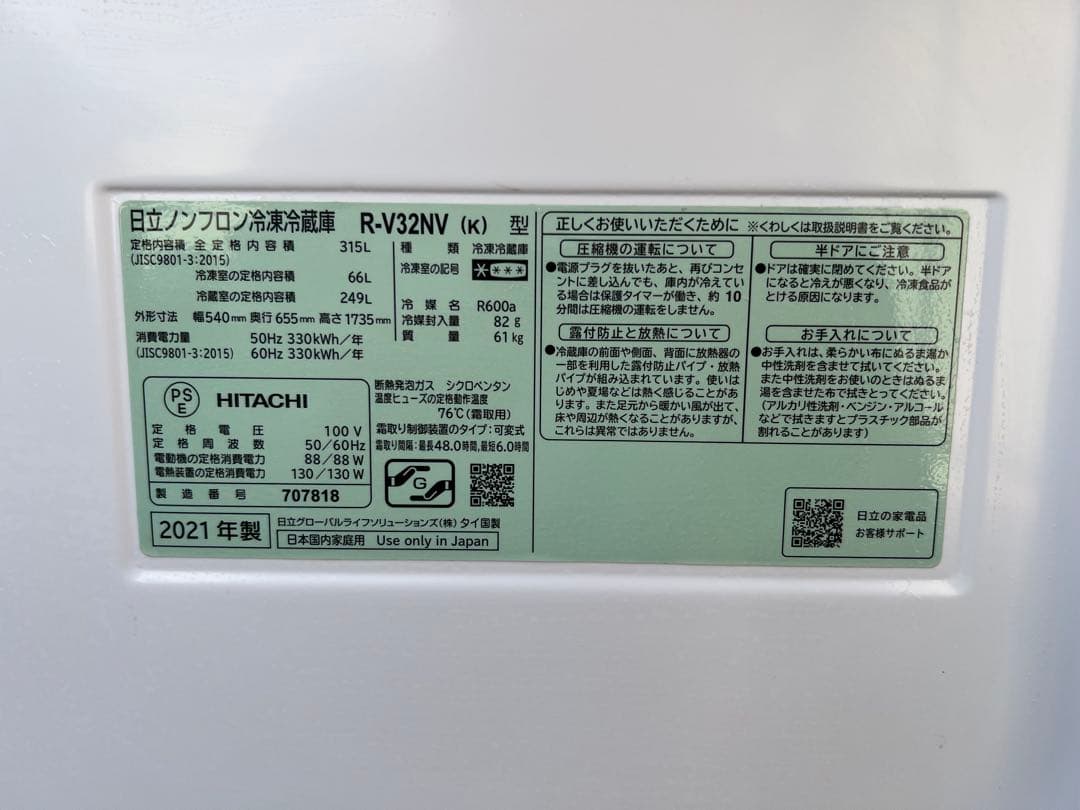 日立ノンフロン冷凍冷蔵庫 R-V32NV (K) 型
定格内容積 全定格内容積 315L
(JISC9801-3:2015)
冷凍室の定格内容積 66L
冷蔵室の定格内容積 249L
外形寸法 幅540mm 奥行655mm 高さ1735mm
消費電力量 50Hz 330kWh/年
(JISC9801-3:2015) 60Hz 330kWh/年
種類 冷凍冷蔵庫
冷凍室の記号 ****
冷媒名 R600a
冷媒封入量 82g
質量 61kg
PSE HITACHI
定格電圧 100V
定格周波数 50/60Hz
電動機の定格消費電力 88/88W
電熱装置の定格消費電力 130/130W
製造番号 707818
断熱発泡ガス シクロペンタン
温度ヒューズの定格動作温度
76℃(霜取用)
霜取り制御装置のタイプ:可変式
霜取り間隔:最長48.0時間,最短6.0時間
G
2021年製
日立グローバルライフソリューションズ(株) タイ国製
日本国内家庭用 Use only in Japan
正しくお使いいただくために ※くわしくは取扱説明書をご覧ください。
圧縮機の運転について
●電源プラグを抜いたあと、再びコンセ
ントに差し込んでも、庫内が冷えてい
る場合は保護タイマーが働き、約10
分間は圧縮機の運転をしません。
露付防止と放熱について
●冷蔵庫の前面や側面、背面に放熱器の
一部を利用した露付防止パイプ・放熱
パイプが組み込まれています。使いは
じめや夏場などは熱く感じることがあ
ります。また足元から暖かい風が出て、
床や周辺が熱くなることがありますが、
これらは異常ではありません。
半ドアにご注意
●ドアは確実に閉めてください。半ドア
になると冷えが悪くなり、冷凍食品が
とける原因になります。
お手入れについて
●お手入れは、柔らかい布にぬるま湯か
中性洗剤を含ませて拭いてください。
また中性洗剤をお使いのときはぬるま
湯を含ませた布で拭きとってください。
(アルカリ性洗剤・ベンジン・アルコール
などで拭きますとプラスチック部品が
割れることがあります)
日立の家電品
お客様サポート